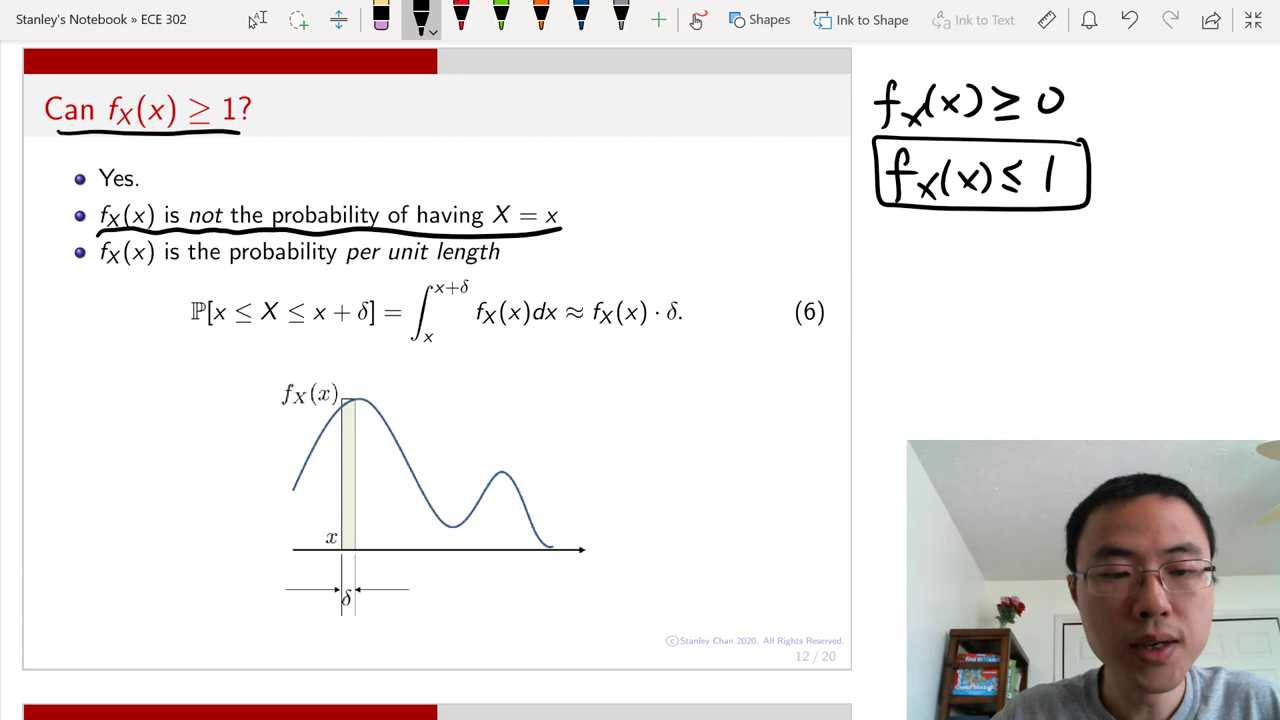 Stanley's Notebook » ECE 302
Shapes
Ink to Shape
Ink to Text
Can f_X(x) ≥ 1?
Yes.
f_X(x) is not the probability of having X = x
f_X(x) is the probability per unit length
ℙ[x ≤ X ≤ x + δ] = ∫_x^{x+δ} f_X(x)dx ≈ f_X(x) · δ. (6)
f_X(x)
x
δ
©Stanley Chan 2020. All Rights Reserved.
12 / 20
f_X(x) ≥ 0
f_X(x) ≤ 1